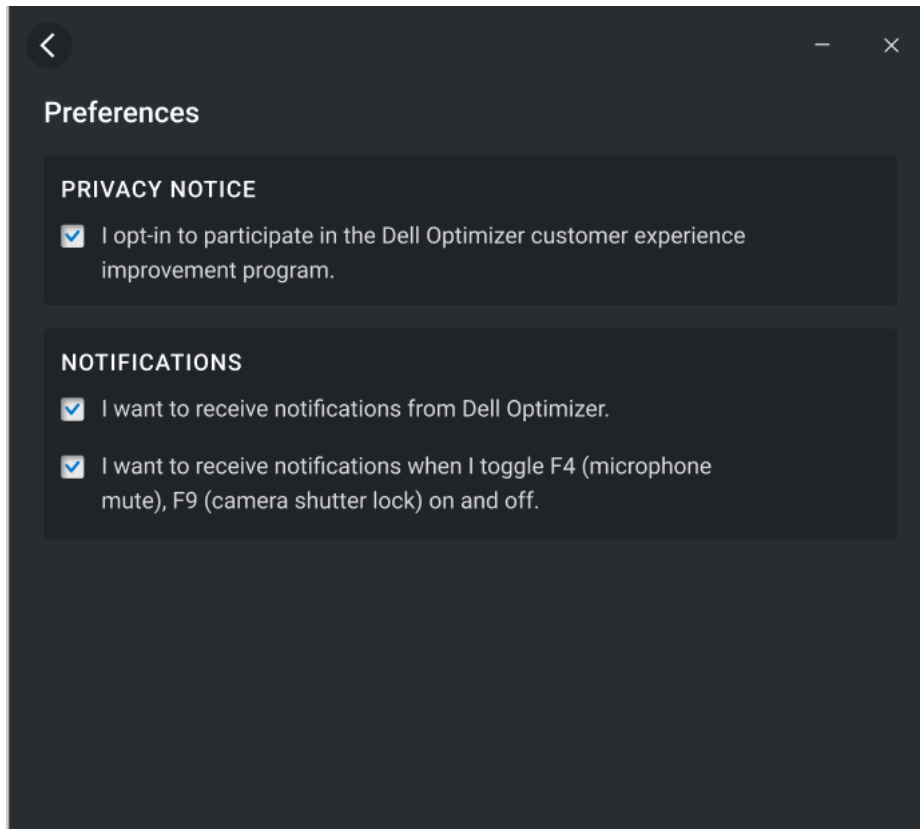 Preferences
PRIVACY NOTICE
I opt-in to participate in the Dell Optimizer customer experience
improvement program.
NOTIFICATIONS
I want to receive notifications from Dell Optimizer.
I want to receive notifications when I toggle F4 (microphone
mute), F9 (camera shutter lock) on and off.